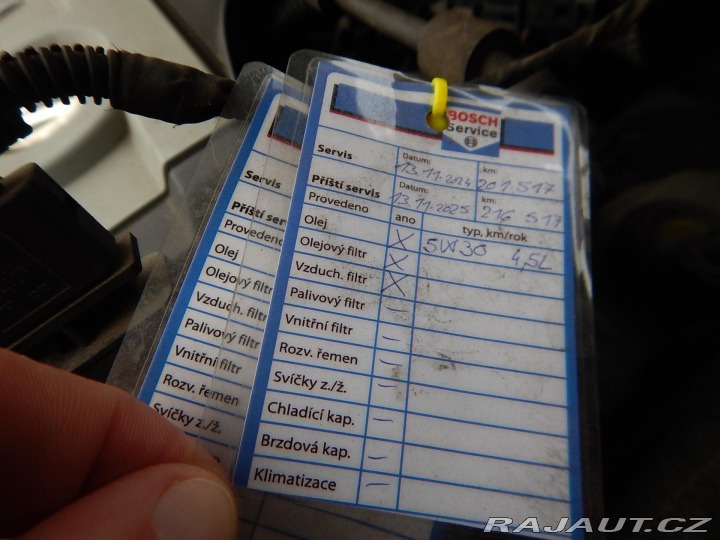 BOSCH
Service
Servis Datum: 13.11.2024 km: 201.517
Příští servis Datum: 13.11.2025 km: 216 517
Provedeno ano typ, km/rok
Olej X 5W30 4,5L
Olejový filtr X
Vzduch. filtr X
Palivový filtr –
Vnitřní filtr –
Rozv. řemen –
Svíčky z./ž. –
Chladící kap. –
Brzdová kap. –
Klimatizace –
Servis
Příští ser
Provedeno
Olej
Olejový filtr
Vzduch. filtr
Palivový filtr
Vnitřní filtr
Rozv. řemen
Svíčky z./ž.
RAJAUT.CZ